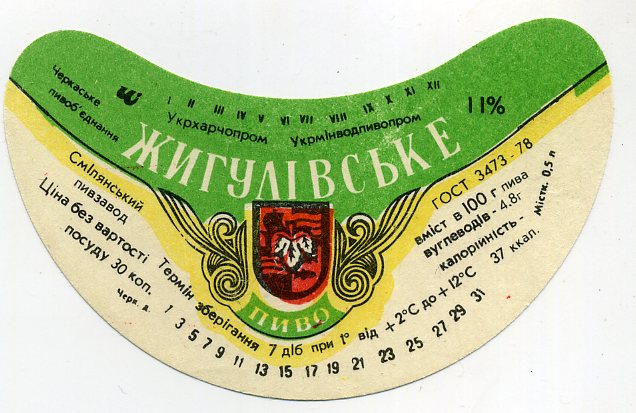 Черкаське
пивоб'єднання
I II III IV V VI VII VIII IX X XI XII
11%
Укрхарчопром Укрмінводпивопром
ЖИГУЛІВСЬКЕ
Смілянський
пивзавод
Ціна без вартості
посуду 30 коп.
Черк. д.
ПИВО
ГОСТ 3473-78
вміст в 100 г пива
вуглеводів - 4.8г
калорійність -
37 ккал.
Містк. 0,5 л
Термін зберігання 7 діб при t° від +2°С до +12°С
1 3 5 7 9 11 13 15 17 19 21 23 25 27 29 31